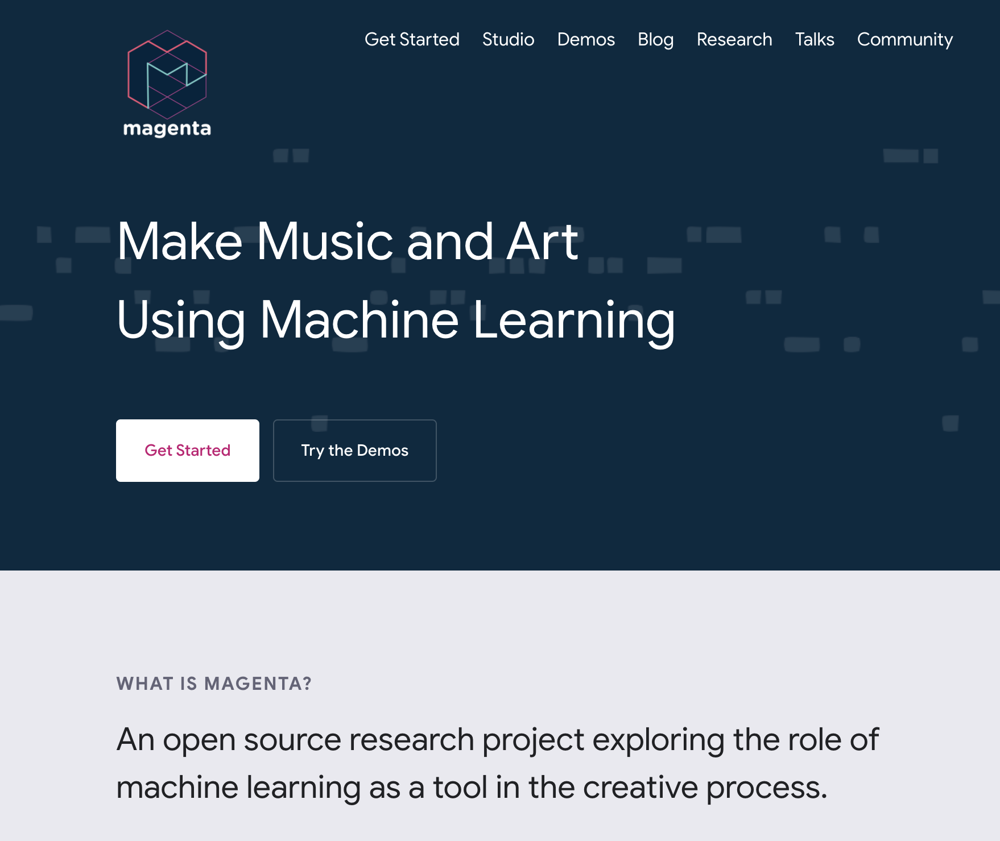 magenta
Get Started Studio Demos Blog Research Talks Community
Make Music and Art
Using Machine Learning
Get Started Try the Demos
WHAT IS MAGENTA?
An open source research project exploring the role of
machine learning as a tool in the creative process.